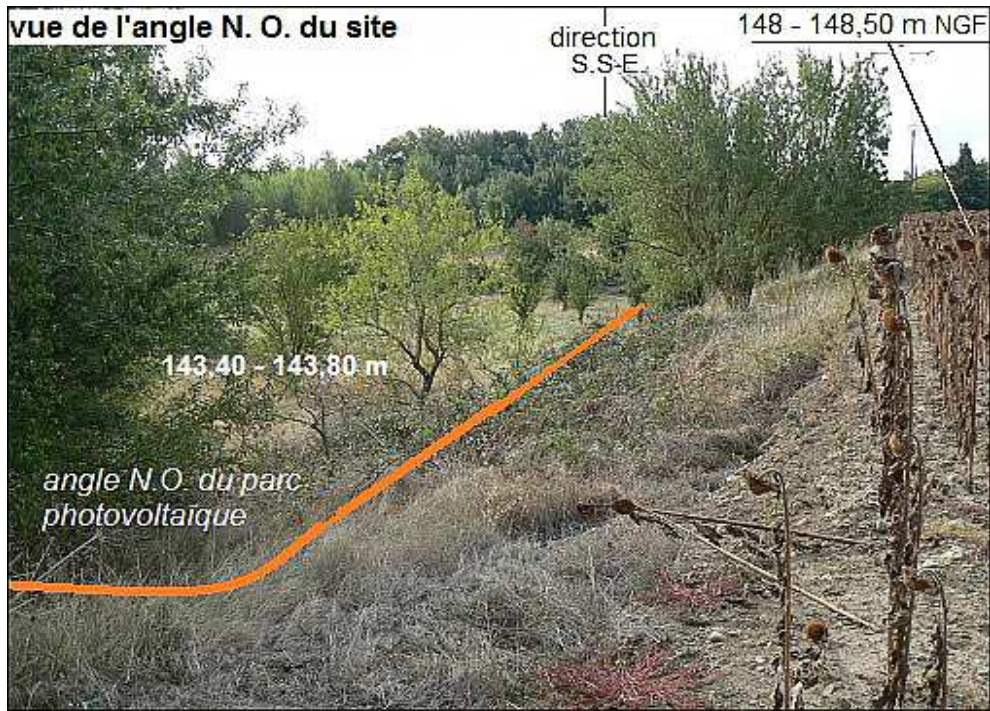 vue de l'angle N. O. du site
direction
S.S-E.
148 - 148,50 m NGF
143,40 - 143,80 m
angle N.O. du parc
photovoltaïque